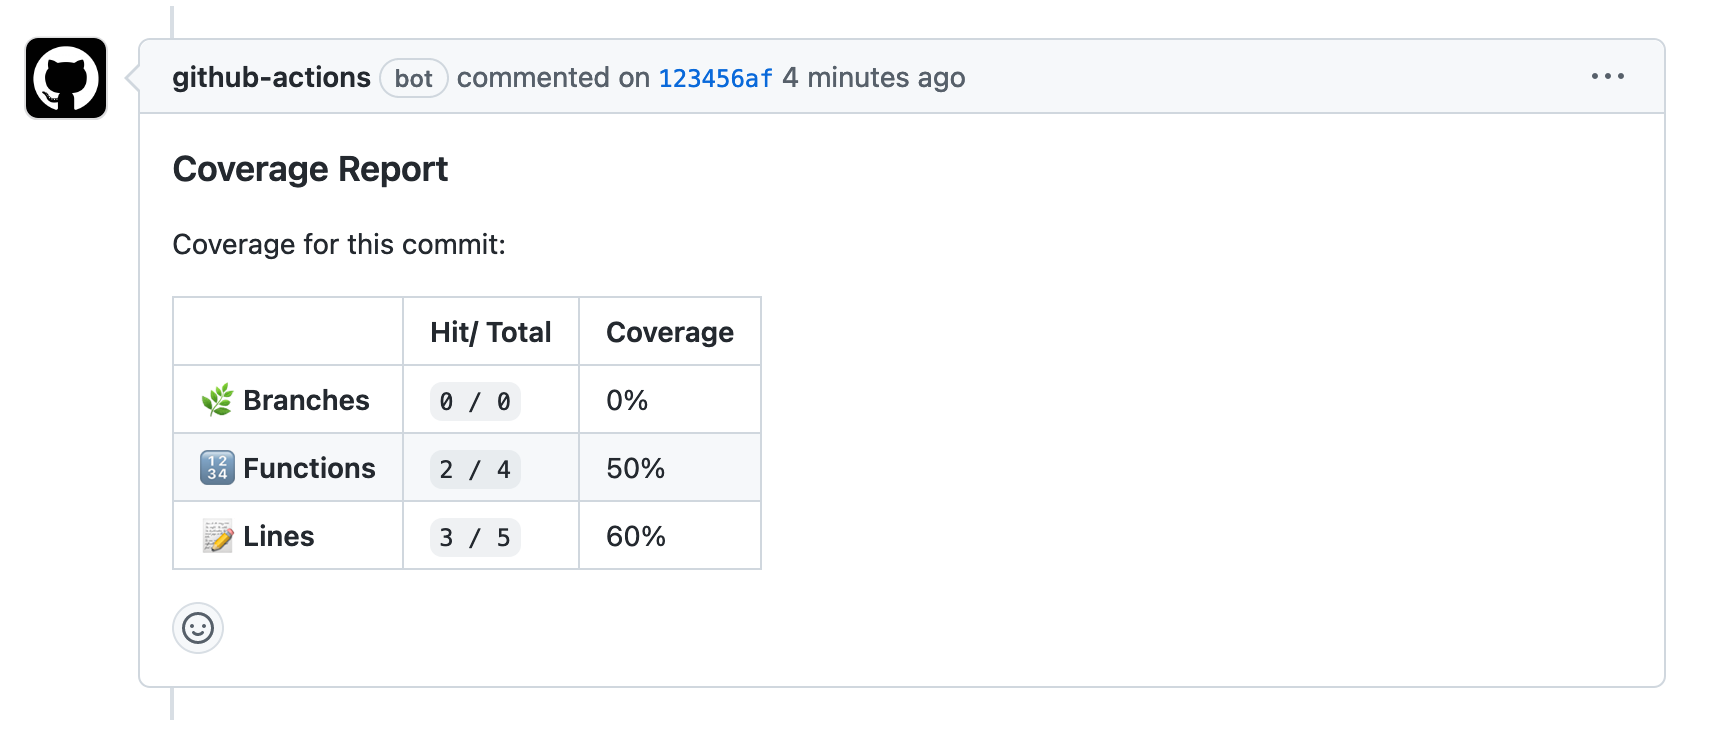 github-actions bot commented on 123456af 4 minutes ago
Coverage Report
Coverage for this commit:
Hit/ Total Coverage
Branches 0 / 0 0%
1234 Functions 2 / 4 50%
Lines 3 / 5 60%